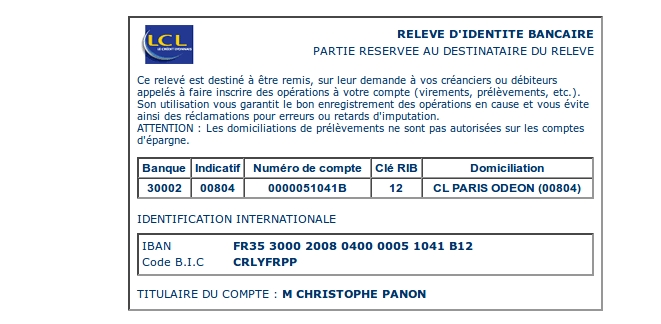 LCL
LE CRÉDIT LYONNAIS
RELEVE D'IDENTITE BANCAIRE
PARTIE RESERVEE AU DESTINATAIRE DU RELEVE
Ce relevé est destiné à être remis, sur leur demande à vos créanciers ou débiteurs
appelés à faire inscrire des opérations à votre compte (virements, prélèvements, etc.).
Son utilisation vous garantit le bon enregistrement des opérations en cause et vous évite
ainsi des réclamations pour erreurs ou retards d'imputation.
ATTENTION : Les domiciliations de prélèvements ne sont pas autorisées sur les comptes
d'épargne.
Banque Indicatif Numéro de compte Clé RIB Domiciliation
30002 00804 0000051041B 12 CL PARIS ODEON (00804)
IDENTIFICATION INTERNATIONALE
IBAN FR35 3000 2008 0400 0005 1041 B12
Code B.I.C CRLYFRPP
TITULAIRE DU COMPTE : M CHRISTOPHE PANON